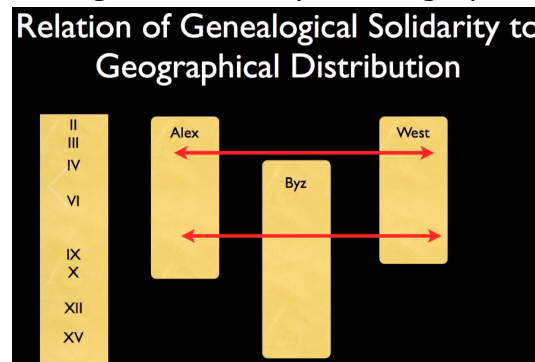 Relation of Genealogical Solidarity to
Geographical Distribution
II
III
IV
VI
IX
X
XII
XV
Alex
Byz
West